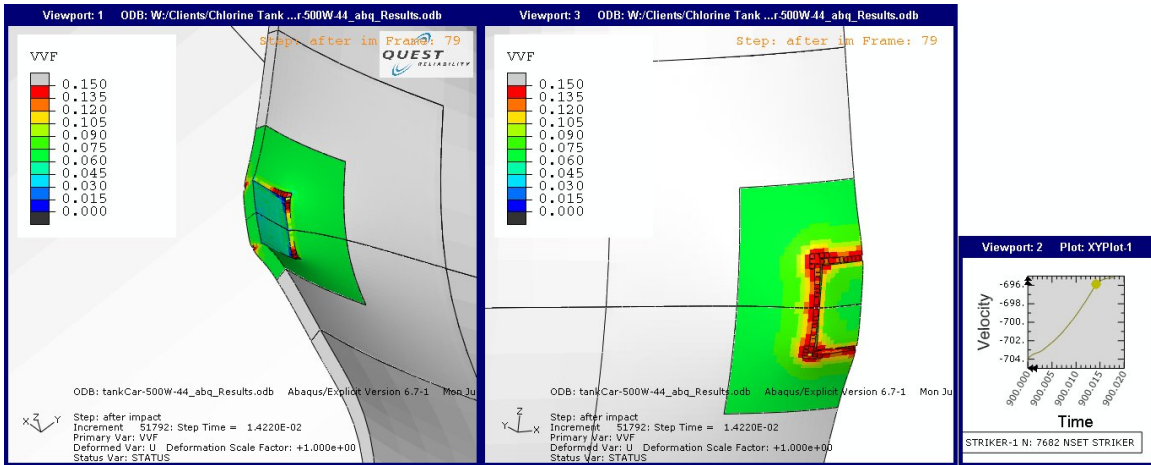 Viewport: 1 ODB: W:/Clients/Chlorine Tank ...r-500W-44_abq_Results.odb
Step: after im Frame: 79
QUEST
RELIABILITY
VVF
0.150
0.135
0.120
0.105
0.090
0.075
0.060
0.045
0.030
0.015
0.000
ODB: tankCar-500W-44_abq_Results.odb Abaqus/Explicit Version 6.7-1 Mon Ju
Z
X Y
Step: after impact
Increment 51792: Step Time = 1.4220E-02
Primary Var: VVF
Deformed Var: U Deformation Scale Factor: +1.000e+00
Status Var: STATUS
Viewport: 3 ODB: W:/Clients/Chlorine Tank ...r-500W-44_abq_Results.odb
Step: after im Frame: 79
VVF
0.150
0.135
0.120
0.105
0.090
0.075
0.060
0.045
0.030
0.015
0.000
ODB: tankCar-500W-44_abq_Results.odb Abaqus/Explicit Version 6.7-1 Mon Jun
Z
X Y
Step: after impact
Increment 51792: Step Time = 1.4220E-02
Primary Var: VVF
Deformed Var: U Deformation Scale Factor: +1.000e+00
Status Var: STATUS
Viewport: 2 Plot: XYPlot-1
Velocity
-696.
-698.
-700.
-702.
-704.
900.000
900.005
900.010
900.015
900.020
Time
STRIKER-1 N: 7682 NSET STRIKER